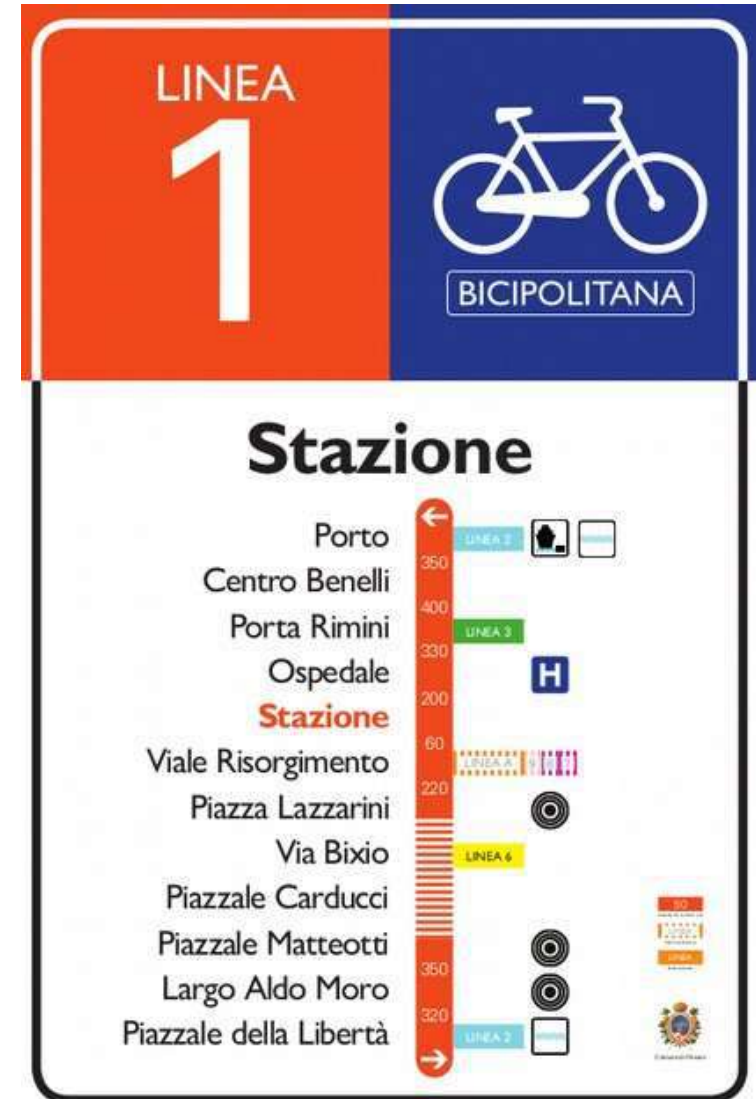 LINEA
1
BICIPOLITANA
Stazione
Porto
LINEA 2
350
Centro Benelli
400
Porta Rimini
LINEA 3
330
Ospedale
H
200
Stazione
60
Viale Risorgimento
LINEA A
220
Piazza Lazzarini
Via Bixio
LINEA 6
Piazzale Carducci
Piazzale Matteotti
350
Largo Aldo Moro
320
Piazzale della Libertà
LINEA 2
50
LINEA